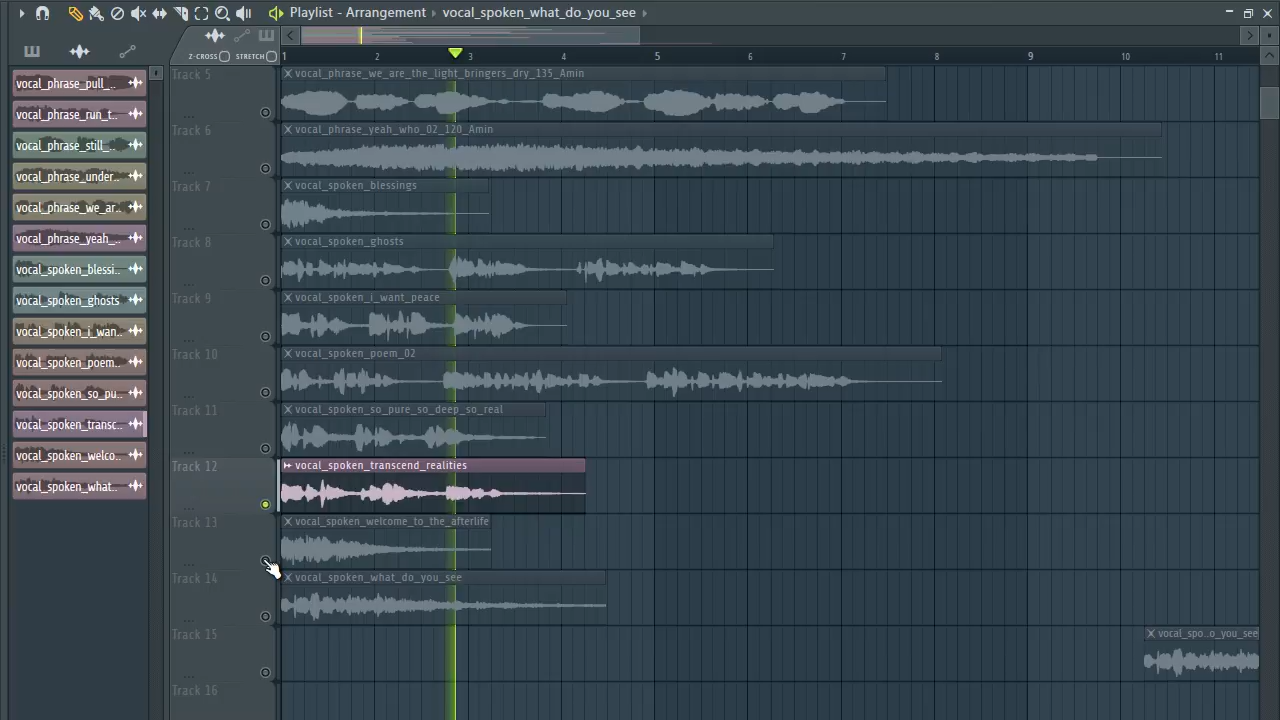 Playlist - Arrangement › vocal_spoken_what_do_you_see ›
Z-CROSS STRETCH
1 2 3 4 5 6 7 8 9 10 11
vocal_phrase_pull_..
vocal_phrase_run_t..
vocal_phrase_still_..
vocal_phrase_under..
vocal_phrase_we_ar..
vocal_phrase_yeah_..
vocal_spoken_blessi..
vocal_spoken_ghosts
vocal_spoken_i_wan..
vocal_spoken_poem..
vocal_spoken_so_pu..
vocal_spoken_transc..
vocal_spoken_welco..
vocal_spoken_what..
Track 5
vocal_phrase_we_are_the_light_bringers_dry_135_Amin
Track 6
vocal_phrase_yeah_who_02_120_Amin
Track 7
vocal_spoken_blessings
Track 8
vocal_spoken_ghosts
Track 9
vocal_spoken_i_want_peace
Track 10
vocal_spoken_poem_02
Track 11
vocal_spoken_so_pure_so_deep_so_real
Track 12
vocal_spoken_transcend_realities
Track 13
vocal_spoken_welcome_to_the_afterlife
Track 14
vocal_spoken_what_do_you_see
Track 15
vocal_spo..o_you_see
Track 16